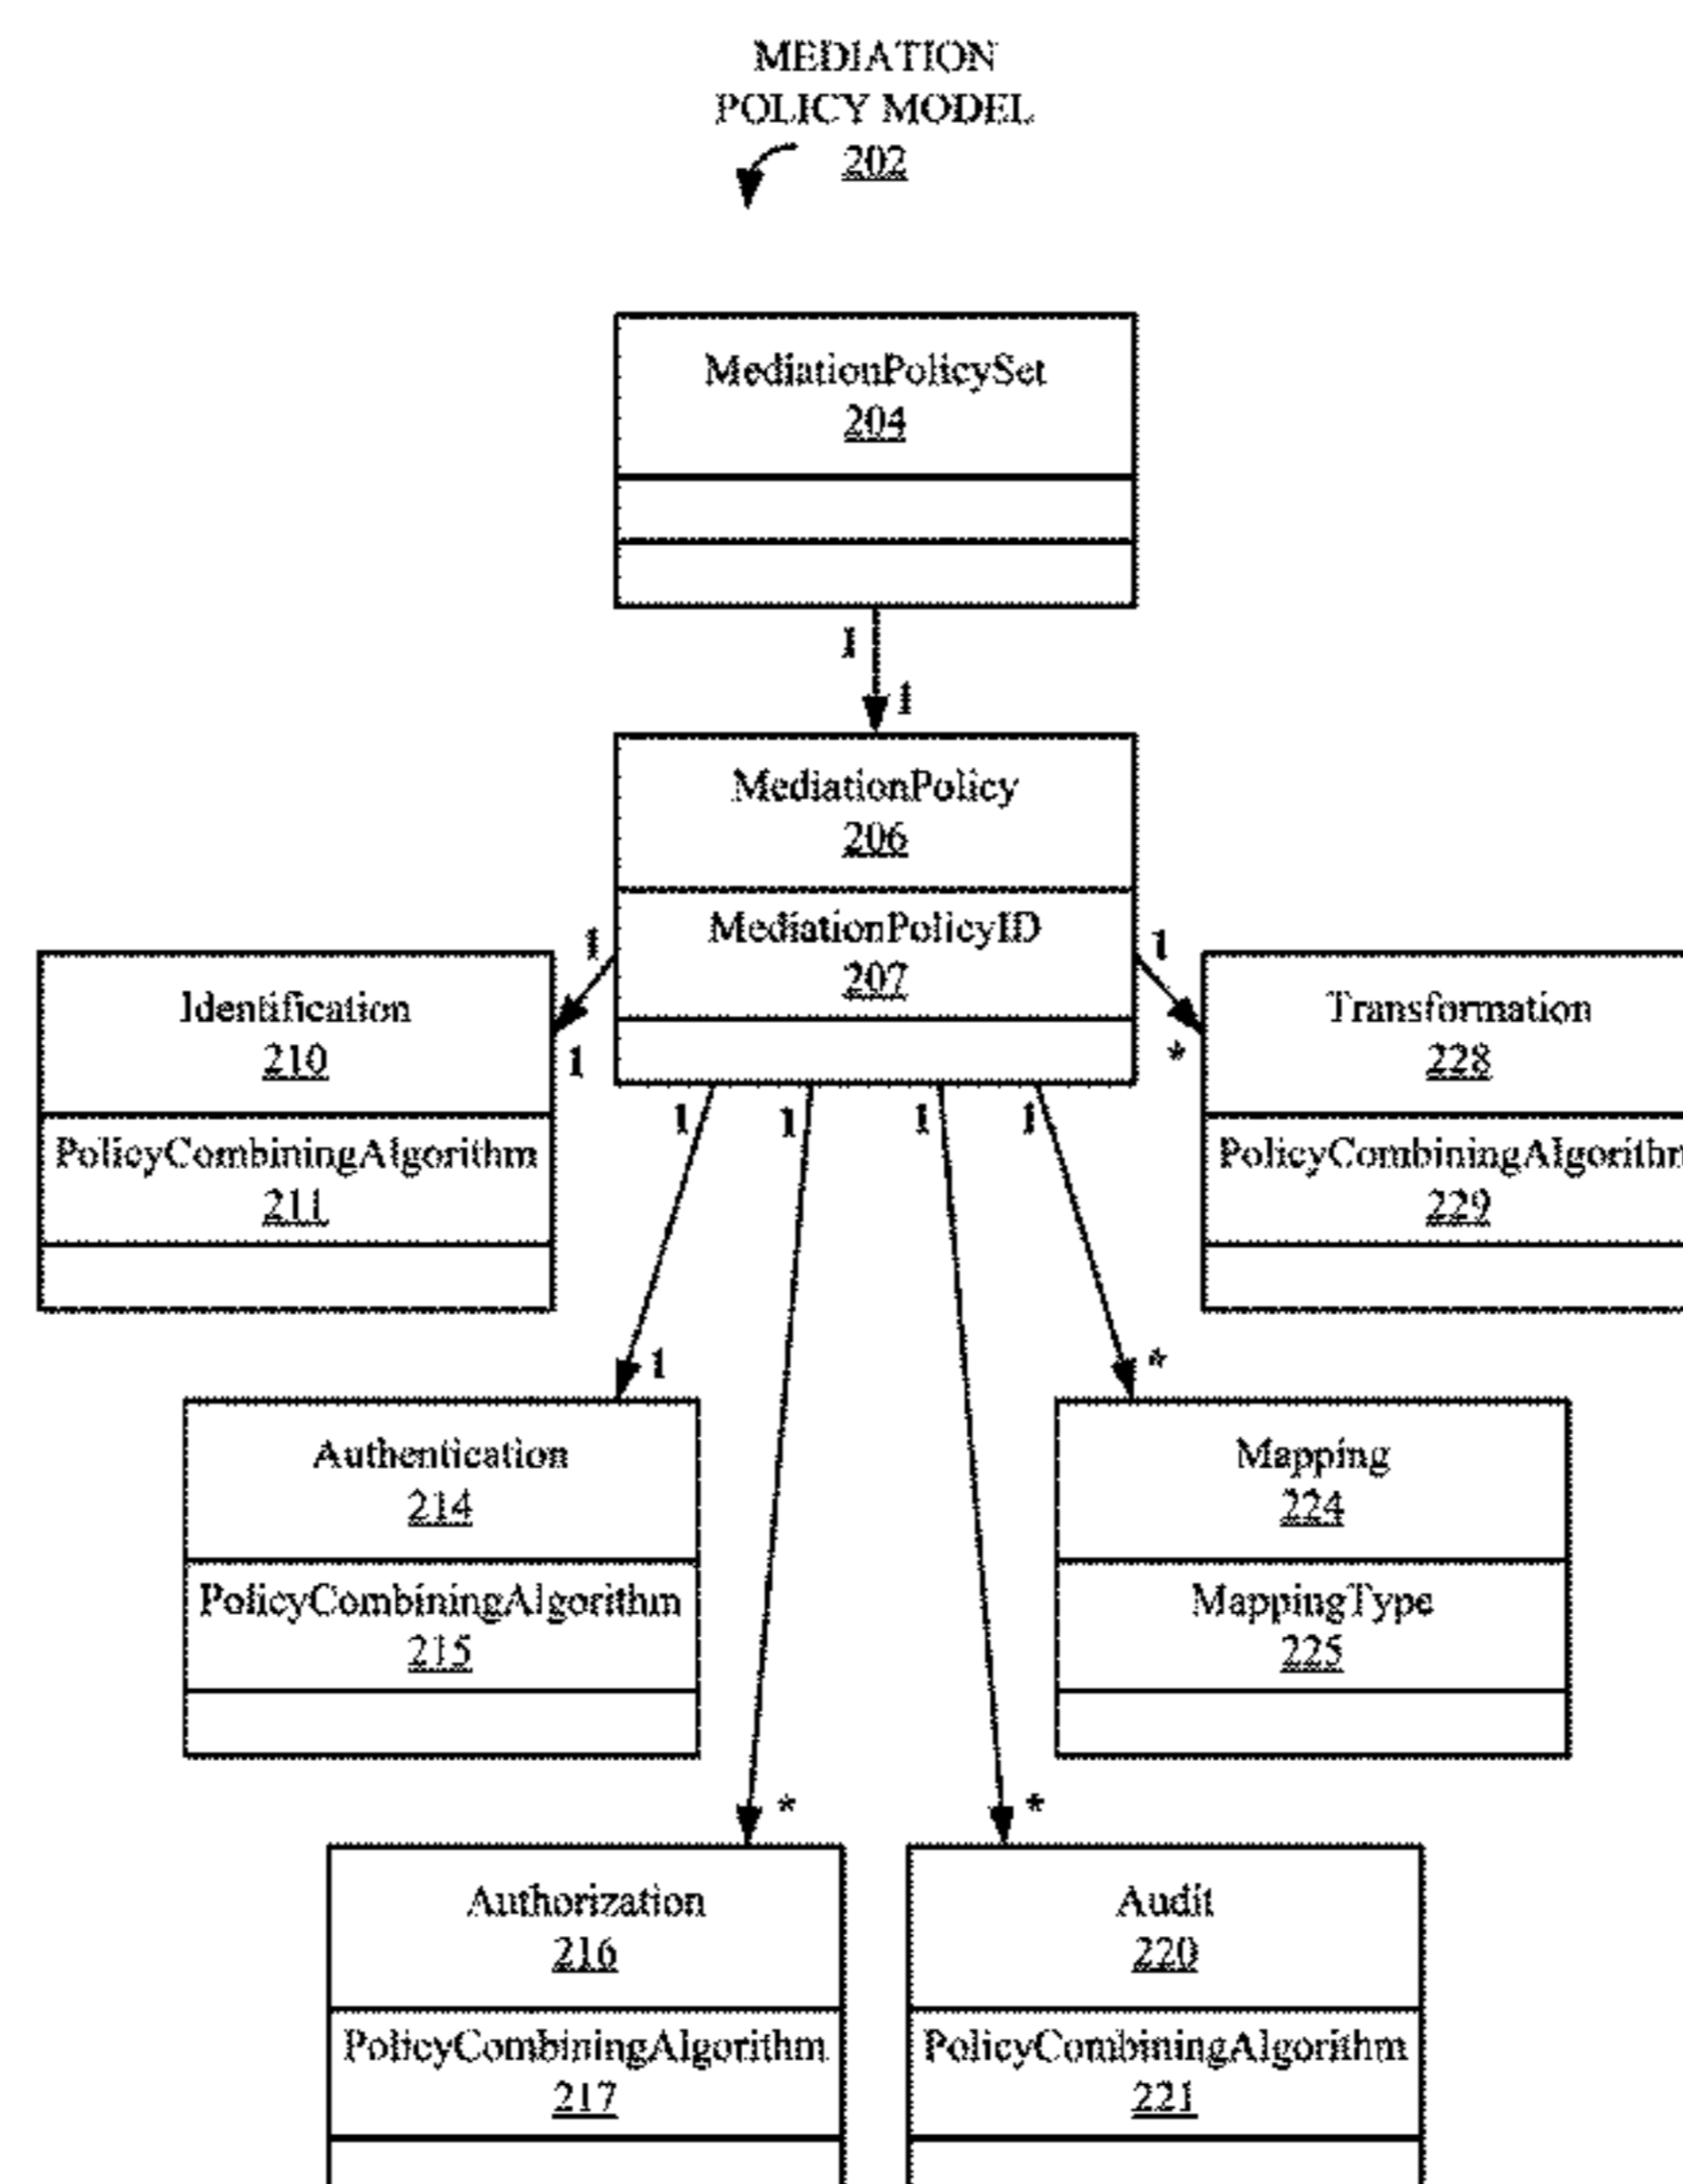 MEDIATION
POLICY MODEL
202
MediationPolicySet
204
1
1
MediationPolicy
206
MediationPolicyID
207
1
1
1
*
1
1
1
1
Identification
210
PolicyCombiningAlgorithm
211
Transformation
228
PolicyCombiningAlgorithm
229
1
*
Authentication
214
PolicyCombiningAlgorithm
215
Mapping
224
MappingType
225
*
*
Authorization
216
PolicyCombiningAlgorithm
217
Audit
220
PolicyCombiningAlgorithm
221